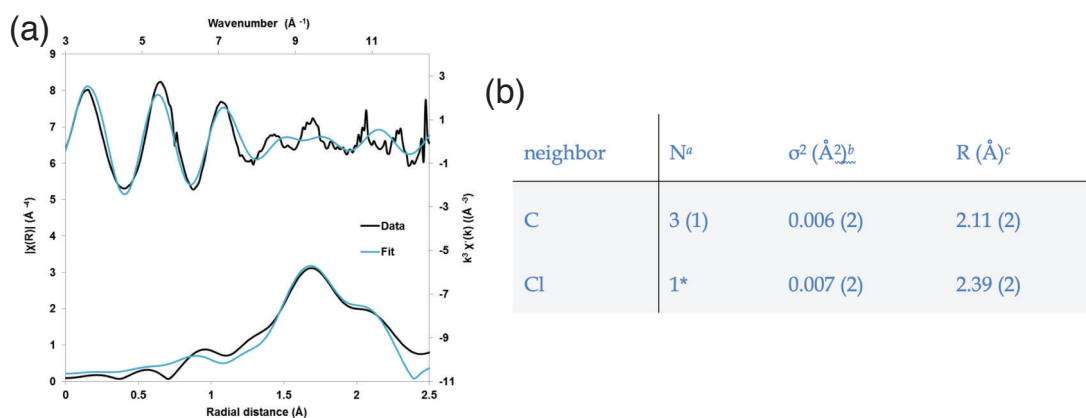 (a)
Wavenumber (Å -1)
3 5 7 9 11
9
8
7
6
5
4
3
2
1
0
|χ(R)| (Å-4)
3
1
-1
-3
-5
-7
-9
-11
k3 χ·(k) ((Å-3)
Data
Fit
0 0.5 1 1.5 2 2.5
Radial distance (Å)
(b)
neighbor Na σ2 (Å2)b R (Å)c
C 3 (1) 0.006 (2) 2.11 (2)
Cl 1* 0.007 (2) 2.39 (2)